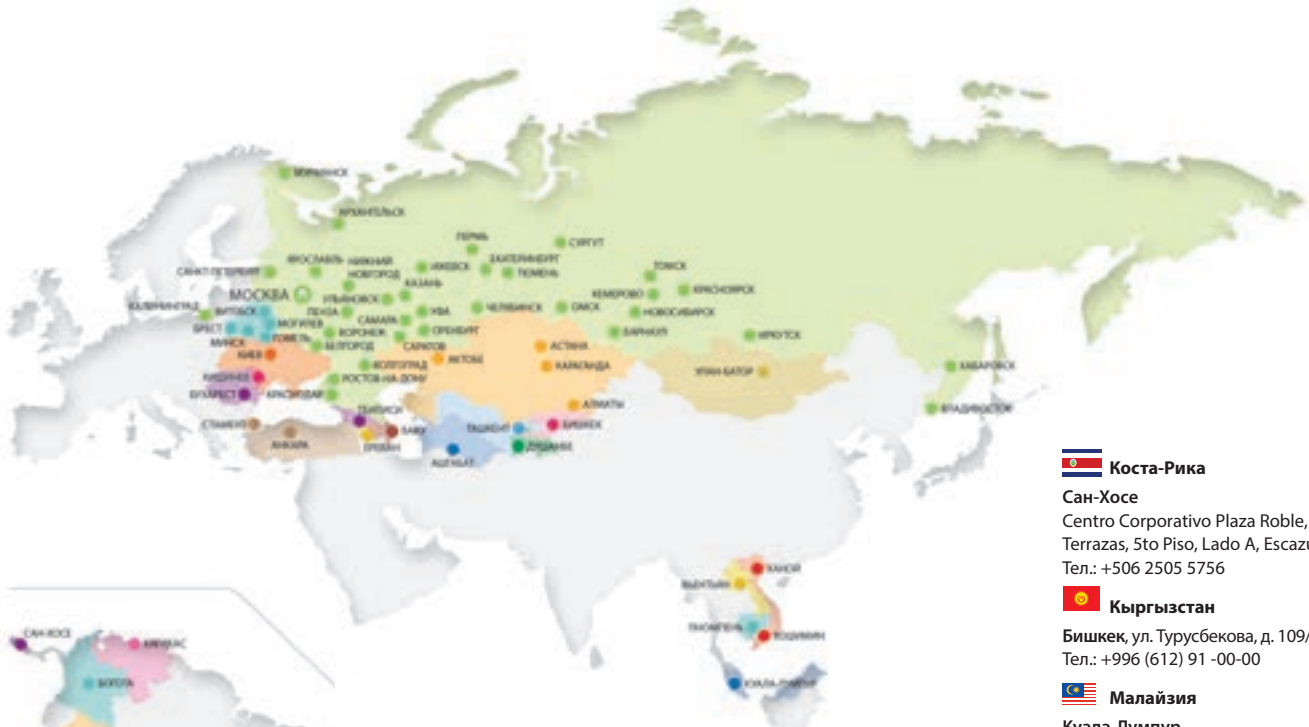 МУРМАНСК
АРХАНГЕЛЬСК
ПЕРМЬ
СУРГУТ
ЯРОСЛАВЛЬ
НИЖНИЙ
НОВГОРОД
ИЖЕВСК
ЕКАТЕРИНБУРГ
ТЮМЕНЬ
ТОМСК
САНКТ-ПЕТЕРБУРГ
КАЗАНЬ
МОСКВА
УЛЬЯНОВСК
КЕМЕРОВО
КРАСНОЯРСК
КАЛИНИНГРАД
ВИТЕБСК
ПЕНЗА
УФА
ЧЕЛЯБИНСК
ОМСК
НОВОСИБИРСК
БРЕСТ
МОГИЛЕВ
САМАРА
МИНСК
ГОМЕЛЬ
ВОРОНЕЖ
ОРЕНБУРГ
БАРНАУЛ
ИРКУТСК
БЕЛГОРОД
САРАТОВ
АСТАНА
КИЕВ
ВОЛГОГРАД
АКТОБЕ
КАРАГАНДА
УЛАН-БАТОР
ХАБАРОВСК
КИШИНЕВ
РОСТОВ-НА-ДОНУ
БУХАРЕСТ
КРАСНОДАР
АЛМАТЫ
ВЛАДИВОСТОК
СТАМБУЛ
ТБИЛИСИ
АНКАРА
БАКУ
ТАШКЕНТ
БИШКЕК
ЕРЕВАН
АШГАБАТ
ДУШАНБЕ
ХАНОЙ
ВЬЕНТЬЯН
ПНОМПЕНЬ
ХОШИМИН
КУАЛА-ЛУМПУР
САН-ХОСЕ
КАРАКАС
БОГОТА
Коста-Рика
Сан-Хосе
Centro Corporativo Plaza Roble,
Terrazas, 5to Piso, Lado A,
Тел.: +506 2505 5756
Кыргызстан
Бишкек, ул. Турусбекова, д. 109/
Тел.: +996 (612) 91 -00-00
Малайзия
Куала-Лумпур